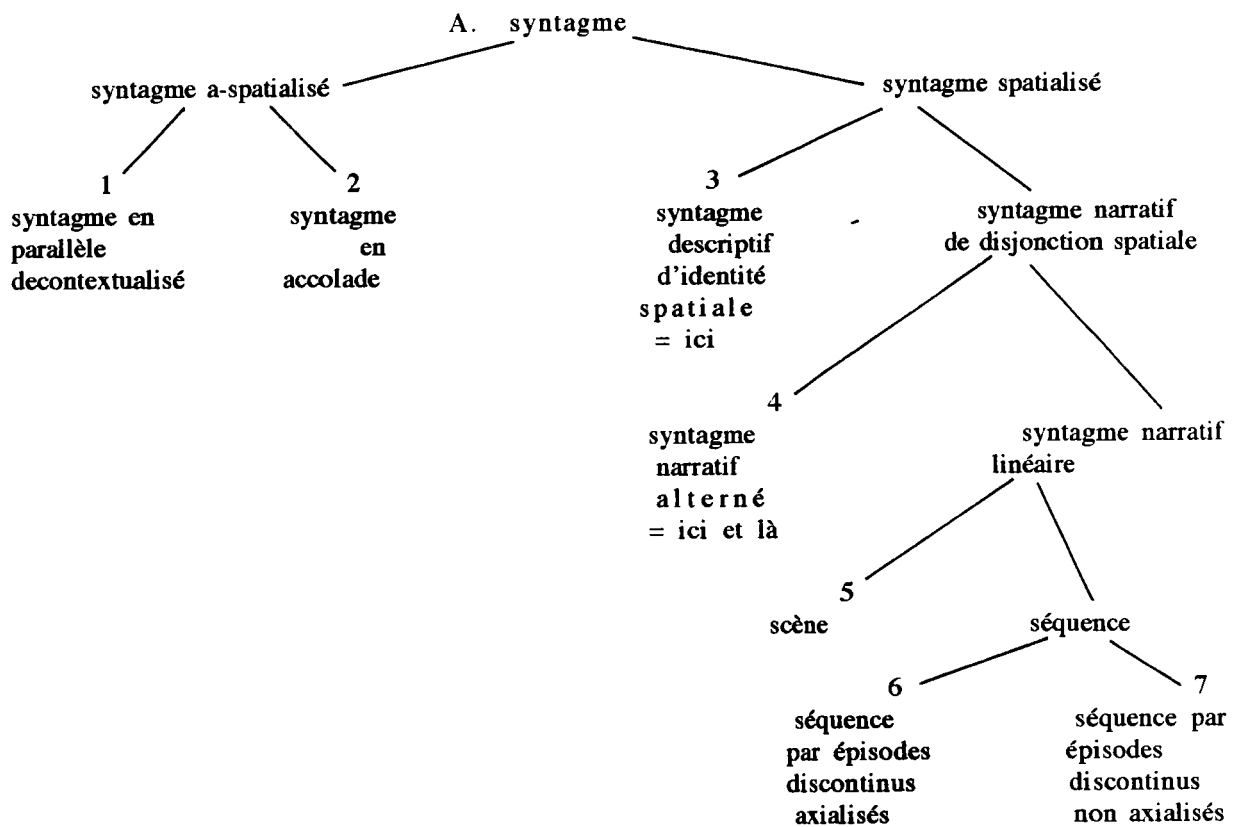 A. syntagme
syntagme a-spatialisé
syntagme spatialisé
1
syntagme en
parallèle
decontextualisé
2
syntagme
en
accolade
3
syntagme
descriptif
d'identité
spatiale
= ici
syntagme narratif
de disjonction spatiale
4
syntagme
narratif
alterné
= ici et là
syntagme narratif
linéaire
5
scène
séquence
6
séquence
par épisodes
discontinus
axialisés
7
séquence par
épisodes
discontinus
non axialisés